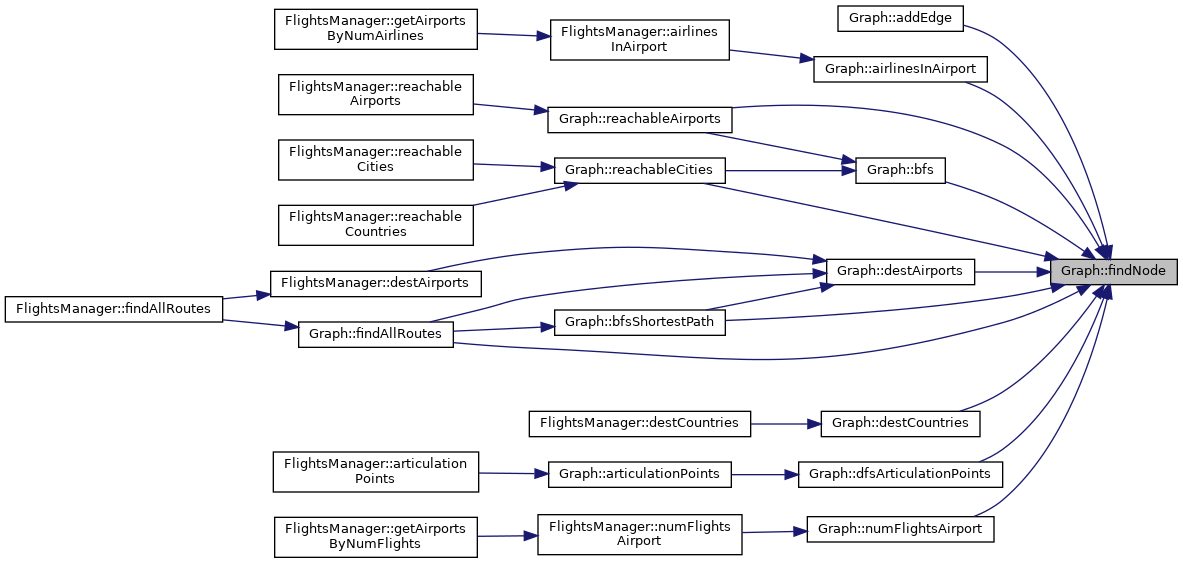 FlightsManager::getAirports
ByNumAirlines
FlightsManager::airlines
InAirport
Graph::addEdge
Graph::airlinesInAirport
FlightsManager::reachable
Airports
Graph::reachableAirports
FlightsManager::reachable
Cities
Graph::reachableCities
Graph::bfs
FlightsManager::reachable
Countries
Graph::findNode
FlightsManager::destAirports
Graph::destAirports
FlightsManager::findAllRoutes
Graph::findAllRoutes
Graph::bfsShortestPath
FlightsManager::destCountries
Graph::destCountries
FlightsManager::articulation
Points
Graph::articulationPoints
Graph::dfsArticulationPoints
FlightsManager::getAirports
ByNumFlights
FlightsManager::numFlights
Airport
Graph::numFlightsAirport